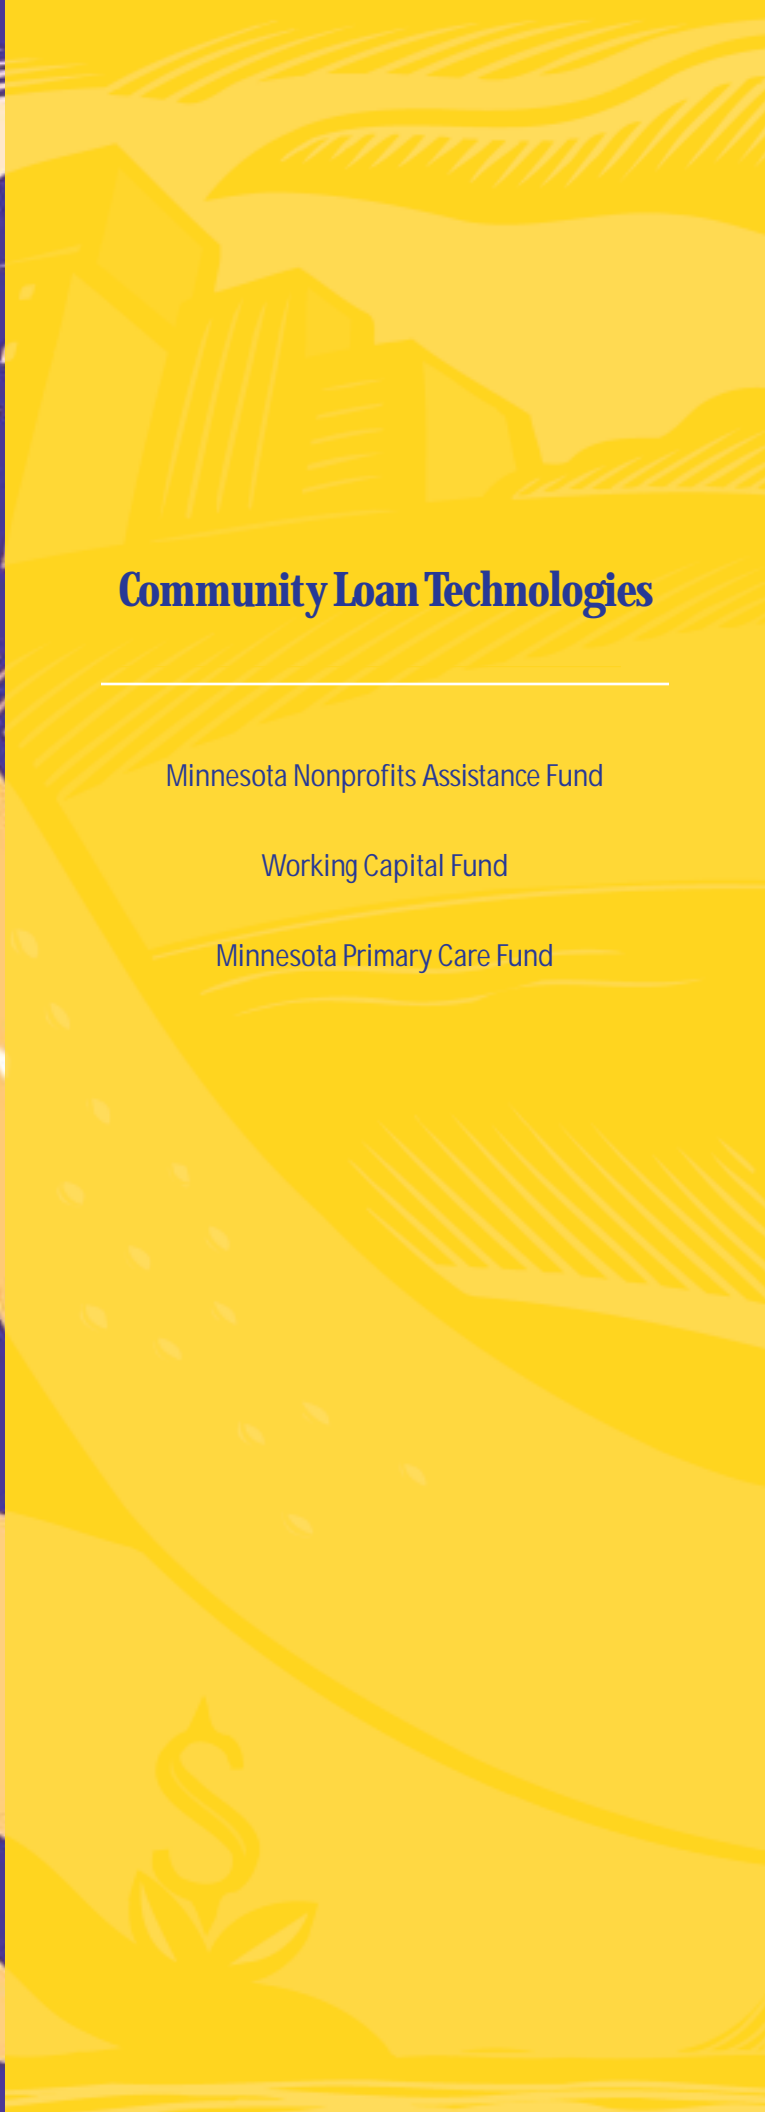 Community Loan Technologies
Minnesota Nonprofits Assistance Fund
Working Capital Fund
Minnesota Primary Care Fund